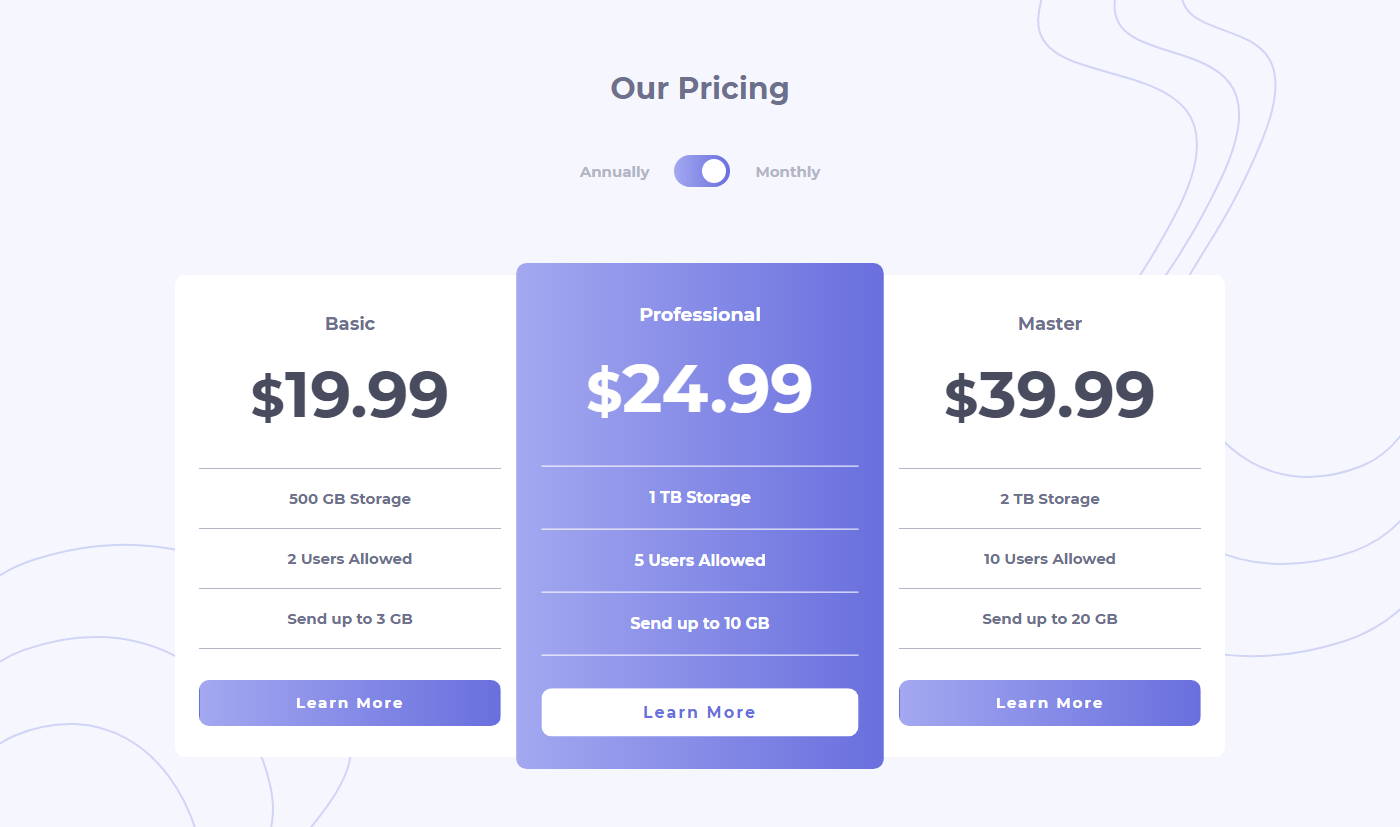 Our Pricing
Annually
Monthly
Basic
$19.99
500 GB Storage
2 Users Allowed
Send up to 3 GB
Learn More
Professional
$24.99
1 TB Storage
5 Users Allowed
Send up to 10 GB
Learn More
Master
$39.99
2 TB Storage
10 Users Allowed
Send up to 20 GB
Learn More